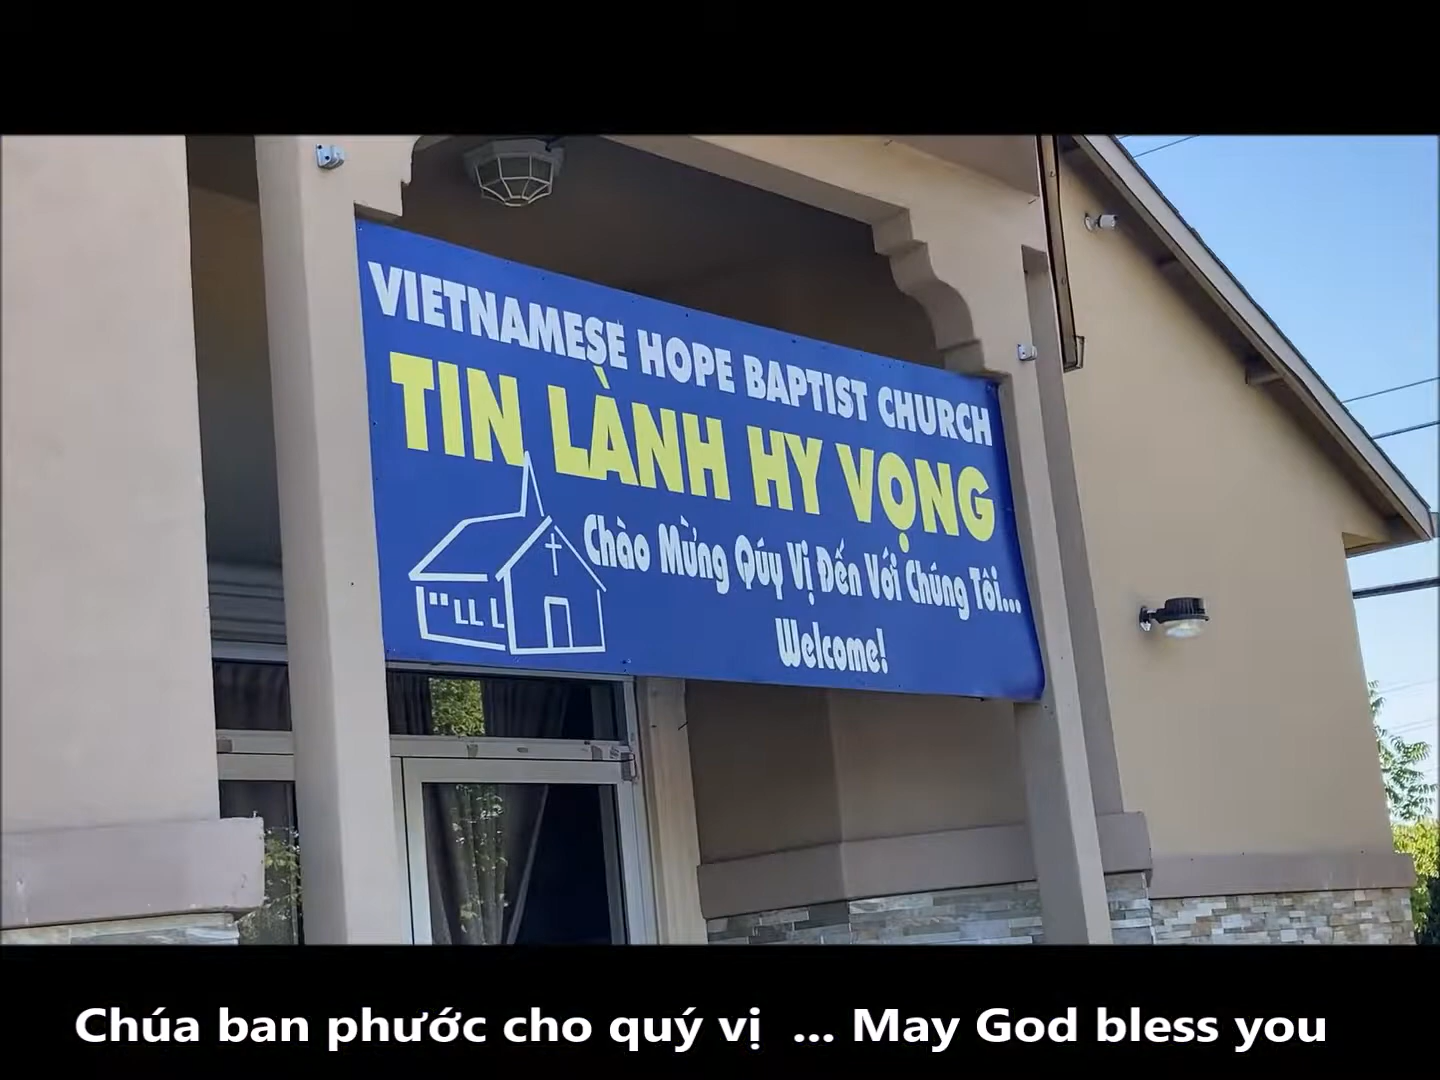 VIETNAMESE HOPE BAPTIST CHURCH
TIN LÀNH HY VỌNG
Chào Mừng Qúy Vị Đến Với Chúng Tôi...
Welcome!
Chúa ban phước cho quý vị ... May God bless you